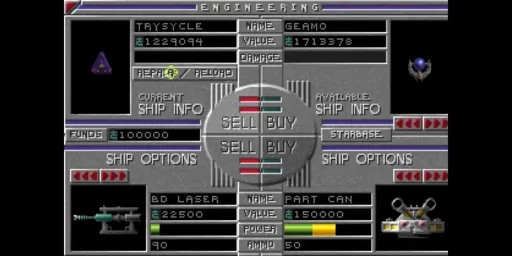 ENGINEERING
TRYSYCLE NAME GEAMO
1229094 VALUE 1713378
DAMAGE
REPAIR / RELOAD
CURRENT SHIP INFO
AVAILABLE SHIP INFO
SELL BUY
FUNDS 100000
STARBASE
SELL BUY
SHIP OPTIONS
SHIP OPTIONS
BD LASER NAME PART CAN
22500 VALUE 150000
POWER
90 AMMO 50